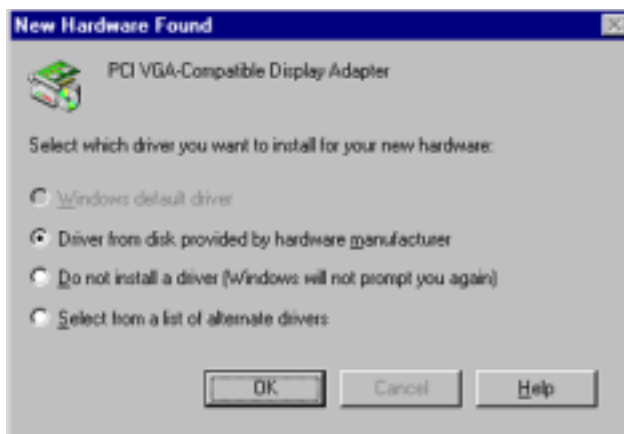 New Hardware Found
PCI VGA-Compatible Display Adapter
Select which driver you want to install for your new hardware:
Windows default driver
Driver from disk provided by hardware manufacturer
Do not install a driver (Windows will not prompt you again)
Select from a list of alternate drivers
OK Cancel Help